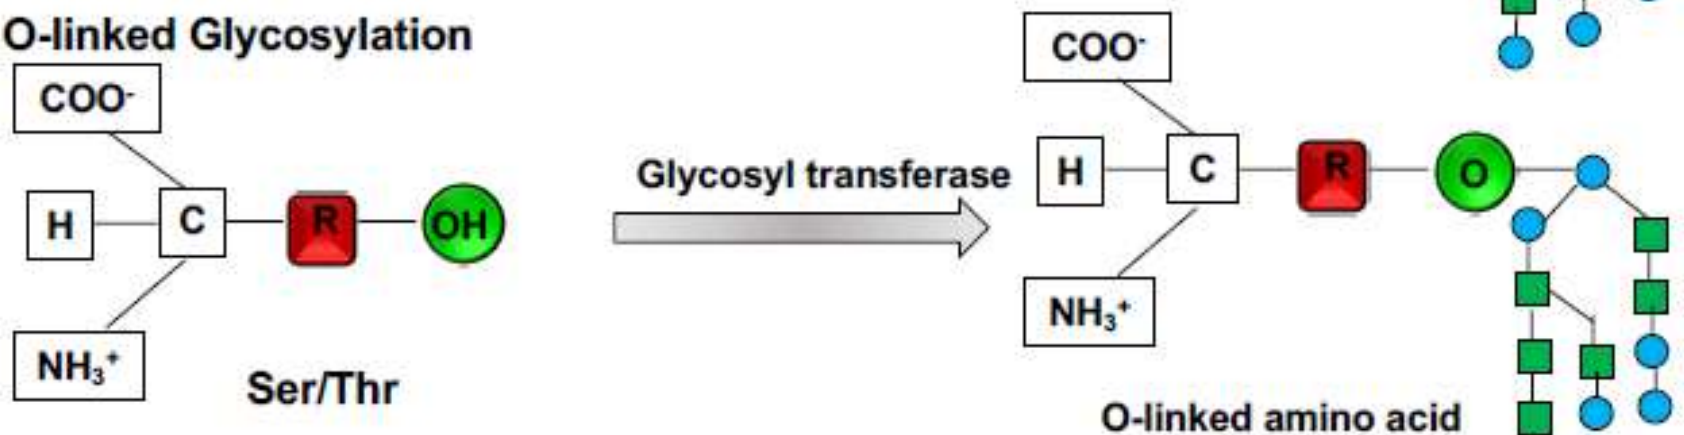 O-linked Glycosylation
COO-
H
C
R
OH
NH3+
Ser/Thr
Glycosyl transferase
COO-
H
C
R
O
NH3+
O-linked amino acid